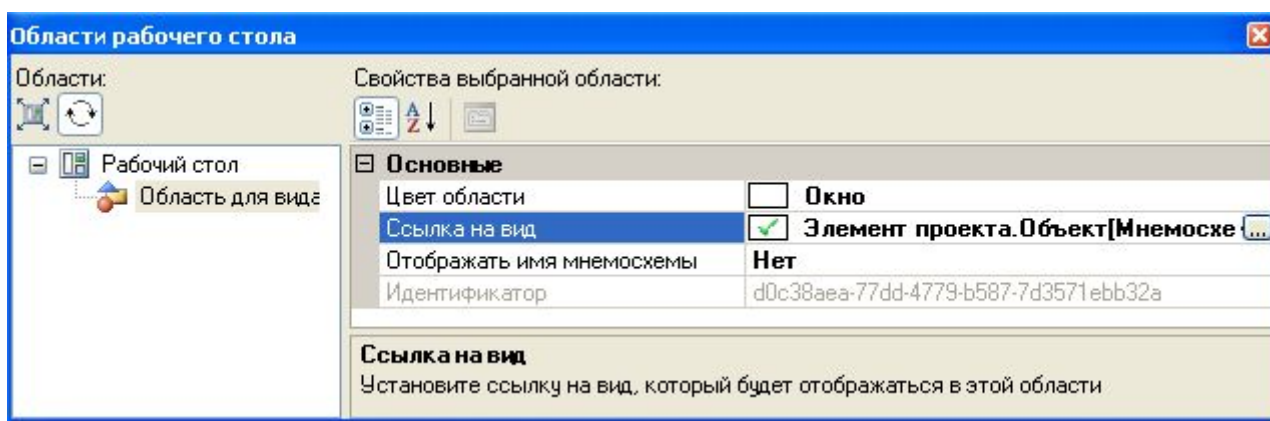 Области рабочего стола
Области:
Свойства выбранной области:
Рабочий стол
Область для вида
Основные
Цвет области Окно
Ссылка на вид Элемент проекта.Объект[Мнемосхе ...
Отображать имя мнемосхемы Нет
Идентификатор d0c38aea-77dd-4779-b587-7d3571ebb32a
Ссылка на вид
Установите ссылку на вид, который будет отображаться в этой области